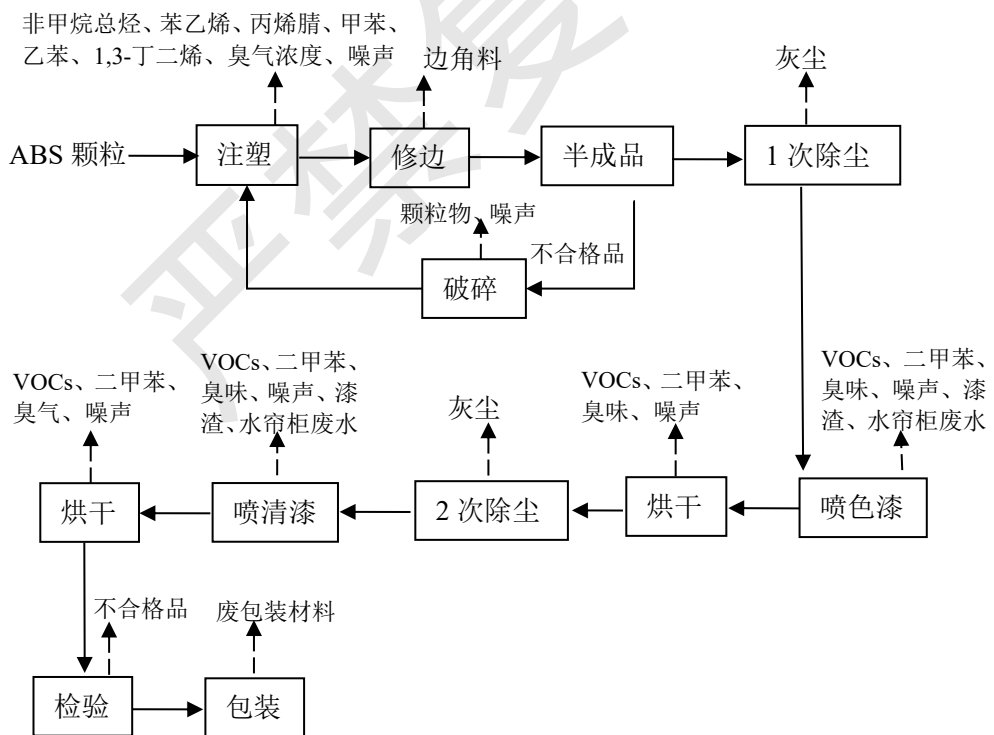 非甲烷总烃、苯乙烯、丙烯腈、甲苯、
乙苯、1,3-丁二烯、臭气浓度、噪声
边角料
灰尘
ABS 颗粒
注塑
修边
半成品
1 次除尘
颗粒物、噪声
不合格品
破碎
VOCs、二甲苯、
臭气、噪声
VOCs、二甲苯、
臭味、噪声、漆
渣、水帘柜废水
灰尘
VOCs、二甲苯、
臭味、噪声
VOCs、二甲苯、
臭味、噪声、漆
渣、水帘柜废水
烘干
喷清漆
2 次除尘
烘干
喷色漆
不合格品
废包装材料
检验
包装
严禁复